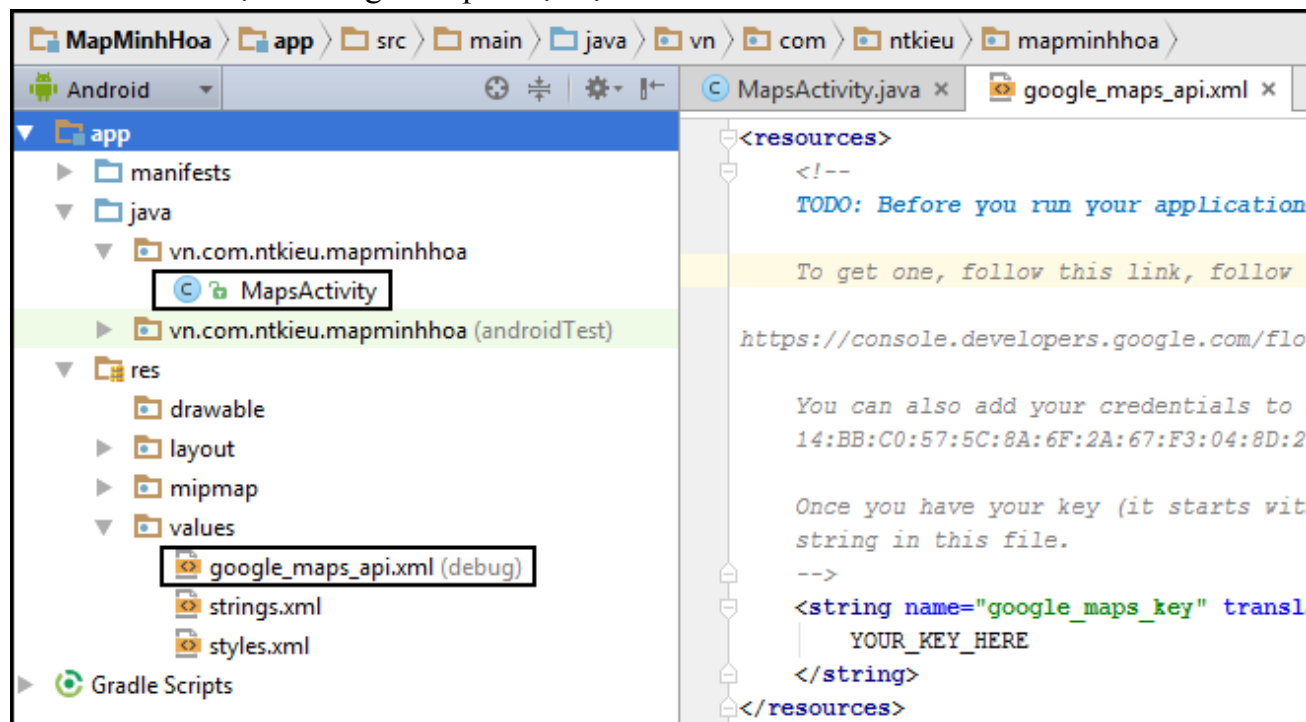 MapMinhHoa app src main java vn com ntkieu mapminhhoa
Android
MapsActivity.java × google_maps_api.xml ×
app
manifests
java
vn.com.ntkieu.mapminhhoa
MapsActivity
vn.com.ntkieu.mapminhhoa (androidTest)
res
drawable
layout
mipmap
values
google_maps_api.xml (debug)
strings.xml
styles.xml
Gradle Scripts
<resources>
<!--
TODO: Before you run your application
To get one, follow this link, follow
https://console.developers.google.com/flo
You can also add your credentials to
14:BB:C0:57:5C:8A:6F:2A:67:F3:04:8D:2
Once you have your key (it starts wit
string in this file.
-->
<string name="google_maps_key" transl
YOUR_KEY_HERE
</string>
</resources>